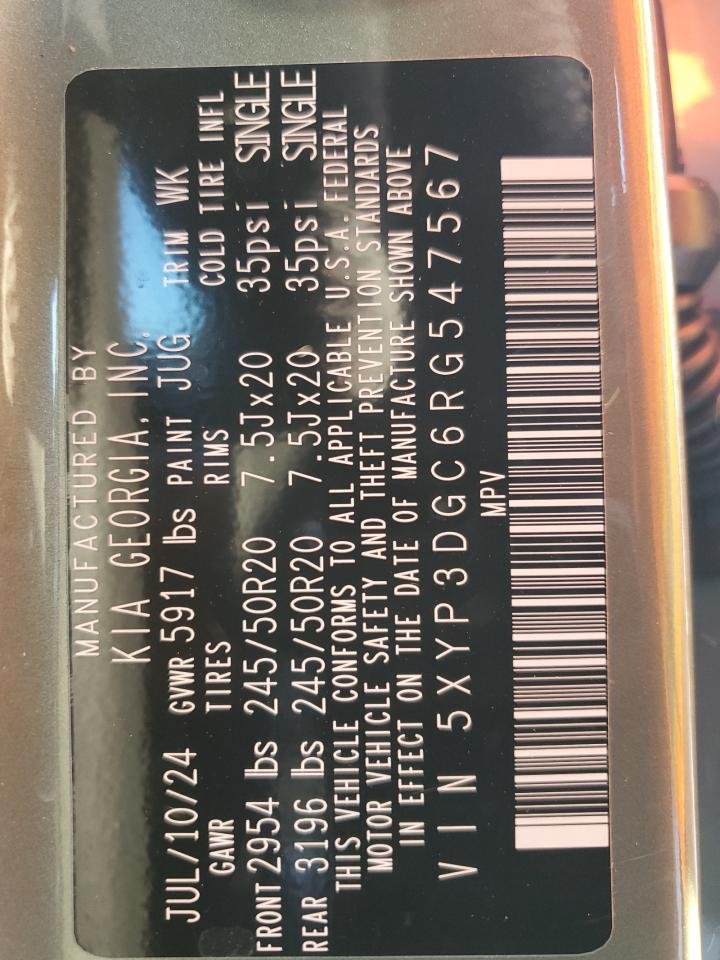 MANUFACTURED BY
KIA GEORGIA, INC.
JUL/10/24 GVWR 5917 lbs PAINT JUG TRIM WK
GAWR TIRES RIMS COLD TIRE INFL
FRONT 2954 lbs 245/50R20 7.5Jx20 35psi SINGLE
REAR 3196 lbs 245/50R20 7.5Jx20 35psi SINGLE
THIS VEHICLE CONFORMS TO ALL APPLICABLE U.S.A. FEDERAL
MOTOR VEHICLE SAFETY AND THEFT PREVENTION STANDARDS
IN EFFECT ON THE DATE OF MANUFACTURE SHOWN ABOVE
VIN 5XYP3DGC6RG547567
MPV